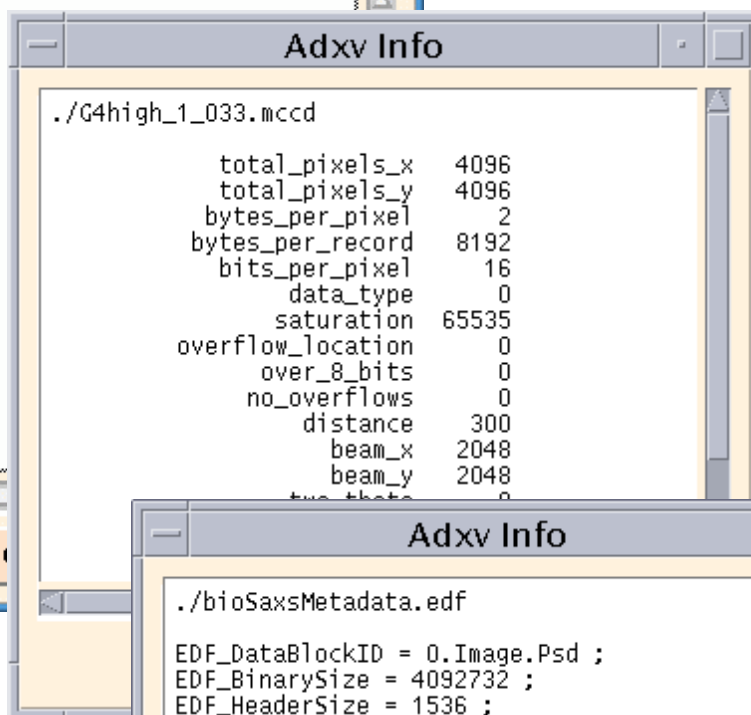 Adxv Info
./G4high_1_033.mccd
total_pixels_x 4096
total_pixels_y 4096
bytes_per_pixel 2
bytes_per_record 8192
bits_per_pixel 16
data_type 0
saturation 65535
overflow_location 0
over_8_bits 0
no_overflows 0
distance 300
beam_x 2048
beam_y 2048
two_theta 0
Adxv Info
./bioSaxsMetadata.edf
EDF_DataBlockID = 0.Image.Psd ;
EDF_BinarySize = 4092732 ;
EDF_HeaderSize = 1536 ;